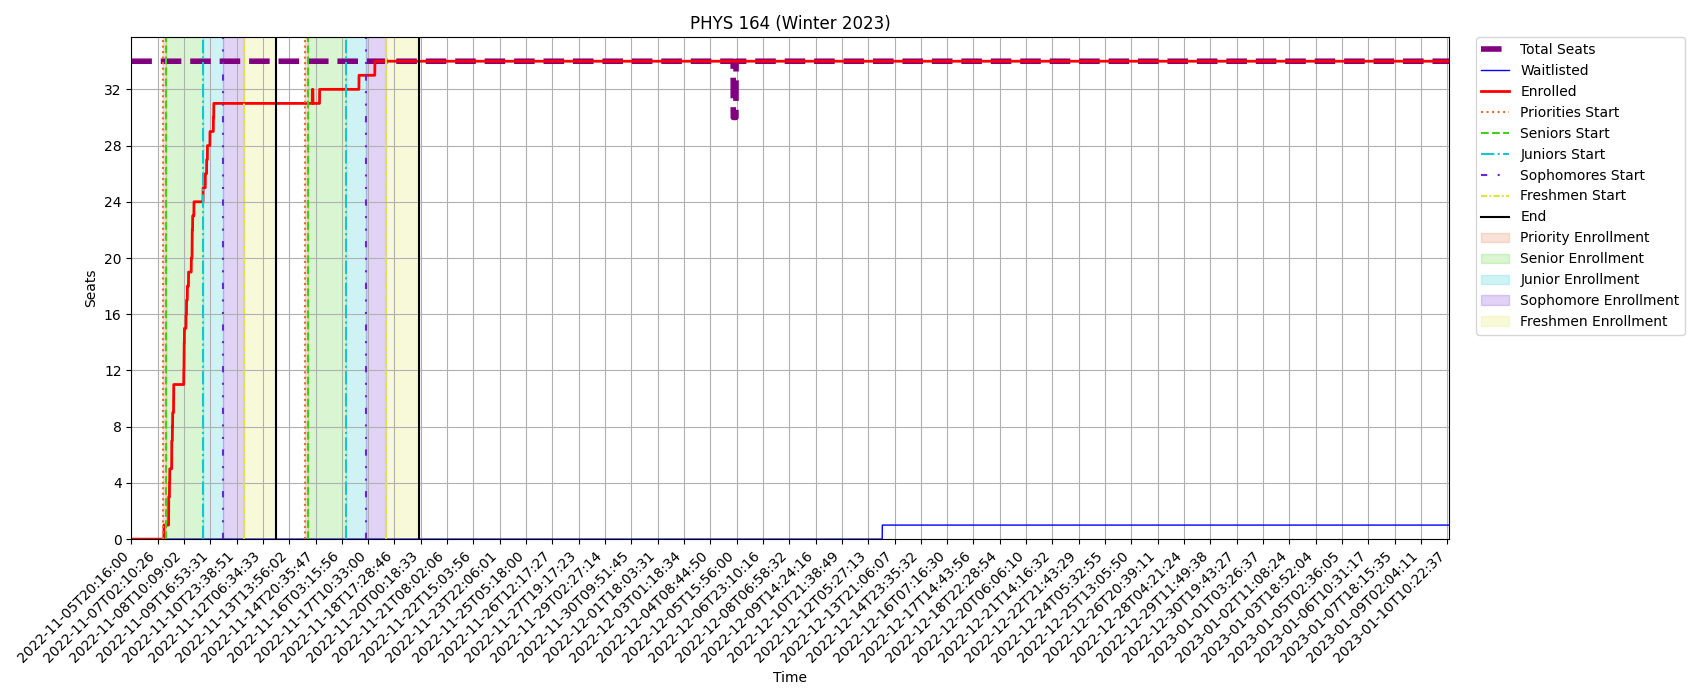 PHYS 164 (Winter 2023)
Seats
32
28
24
20
16
12
8
4
0
2022-11-05T20:16:00
2022-11-07T02:10:26
2022-11-08T10:09:02
2022-11-09T16:53:31
2022-11-10T23:38:51
2022-11-12T06:34:33
2022-11-13T13:56:02
2022-11-14T20:35:47
2022-11-16T03:15:56
2022-11-17T10:33:00
2022-11-18T17:28:46
2022-11-20T00:18:33
2022-11-21T08:02:06
2022-11-22T15:03:56
2022-11-23T22:06:01
2022-11-25T05:18:00
2022-11-26T12:17:27
2022-11-27T19:17:23
2022-11-29T02:27:14
2022-11-30T09:51:45
2022-12-01T18:03:31
2022-12-03T01:18:34
2022-12-04T08:44:50
2022-12-05T15:56:00
2022-12-06T23:10:16
2022-12-08T06:58:32
2022-12-09T14:24:16
2022-12-10T21:38:49
2022-12-12T05:27:13
2022-12-13T21:06:07
2022-12-14T23:35:32
2022-12-16T07:16:30
2022-12-17T14:43:56
2022-12-18T22:28:54
2022-12-20T06:06:10
2022-12-21T14:16:32
2022-12-22T21:43:29
2022-12-24T05:32:55
2022-12-25T13:05:50
2022-12-26T20:39:11
2022-12-28T04:21:24
2022-12-29T11:49:38
2022-12-30T19:43:27
2023-01-01T03:26:37
2023-01-02T11:08:24
2023-01-03T18:52:04
2023-01-05T02:36:05
2023-01-06T10:31:17
2023-01-07T18:15:35
2023-01-09T02:04:11
2023-01-10T10:22:37
Time
Total Seats
Waitlisted
Enrolled
Priorities Start
Seniors Start
Juniors Start
Sophomores Start
Freshmen Start
End
Priority Enrollment
Senior Enrollment
Junior Enrollment
Sophomore Enrollment
Freshmen Enrollment